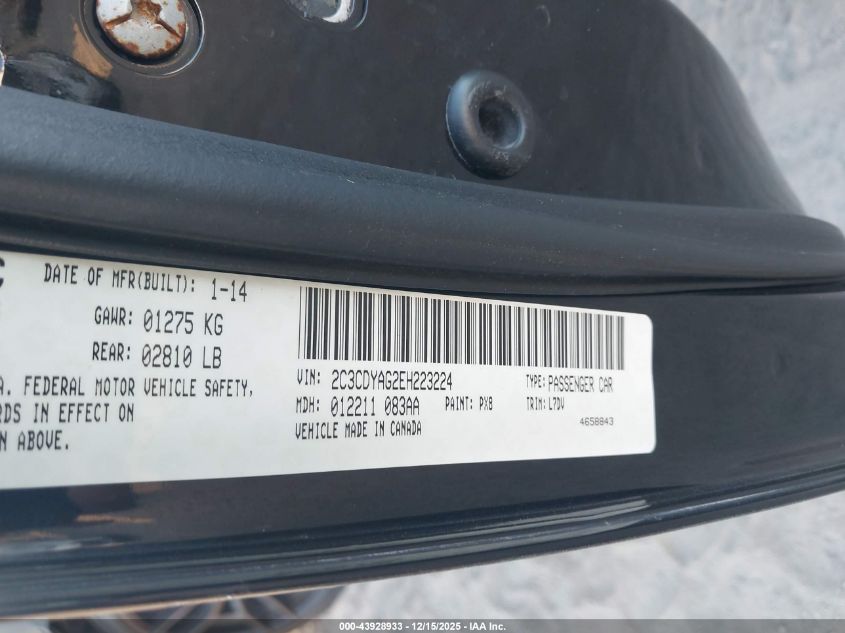 DATE OF MFR(BUILT): 1-14
GAWR: 01275 KG
REAR: 02810 LB
A. FEDERAL MOTOR VEHICLE SAFETY,
RDS IN EFFECT ON
N ABOVE.
VIN: 2C3CDYAG2EH223224
TYPE: PASSENGER CAR
MDH: 012211 083AA
PAINT: PX8
TRIM: L7DV
VEHICLE MADE IN CANADA
4658843
000-43928933 – 12/15/2025 – IAA Inc.